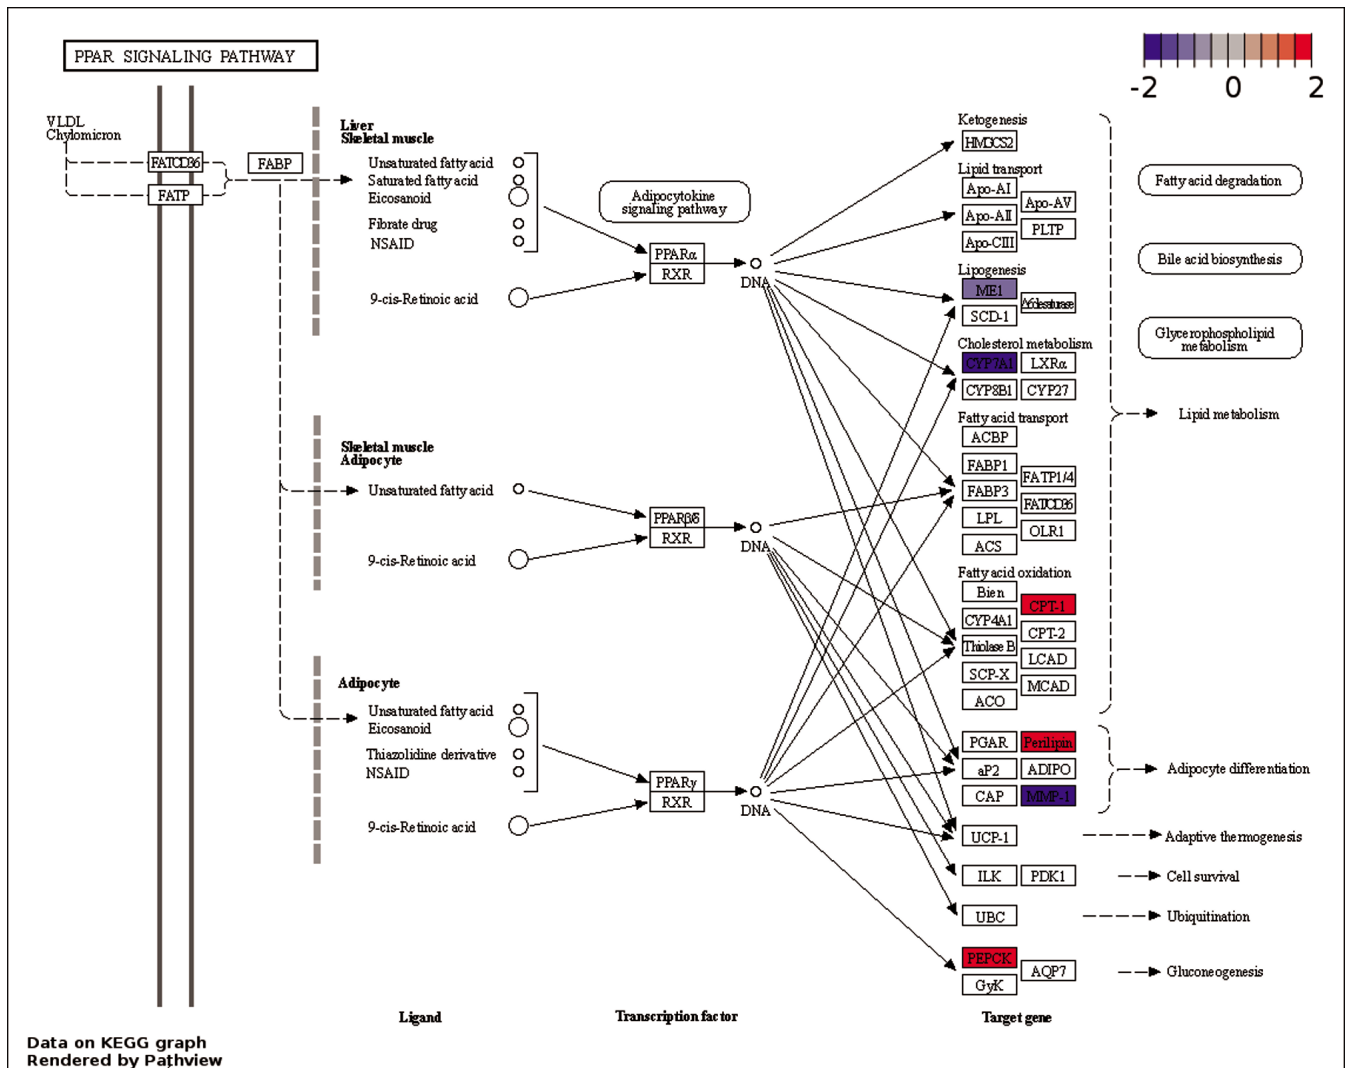 PPAR SIGNALING PATHWAY
-2 0 2
VLDL
Chylomicron
FATCD36
FATP
FABP
Liver
Skeletal muscle
Unsaturated fatty acid
Saturated fatty acid
Eicosanoid
Fibrate drug
NSAID
9-cis-Retinoic acid
Adipocytokine
signaling pathway
PPARα
RXR
DNA
Skeletal muscle
Adipocyte
Unsaturated fatty acid
9-cis-Retinoic acid
PPARβδ
RXR
DNA
Adipocyte
Unsaturated fatty acid
Eicosanoid
Thiazolidine derivative
NSAID
9-cis-Retinoic acid
PPARγ
RXR
DNA
Ketogenesis
HMGCS2
Lipid transport
Apo-AI
Apo-AII
Apo-CIII
Apo-AV
PLTP
Lipogenesis
ME1
SCD-1
Δ6desaturase
Cholesterol metabolism
CYP7A1
LXRα
CYP8B1
CYP27
Fatty acid transport
ACBP
FABP1
FABP3
LPL
ACS
FATP1/4
FATCD36
OLR1
Fatty acid oxidation
Bien
CYP4A1
Thiolase B
SCP-X
ACO
CPT-1
CPT-2
LCAD
MCAD
PGAR
Perilipin
aP2
ADIPO
CAP
MMP-1
UCP-1
ILK
PDK1
UBC
PEPCK
GyK
AQP7
Fatty acid degradation
Bile acid biosynthesis
Glycerophospholipid
metabolism
Lipid metabolism
Adipocyte differentiation
Adaptive thermogenesis
Cell survival
Ubiquitination
Gluconeogenesis
Ligand
Transcription factor
Target gene
Data on KEGG graph
Rendered by Pathview